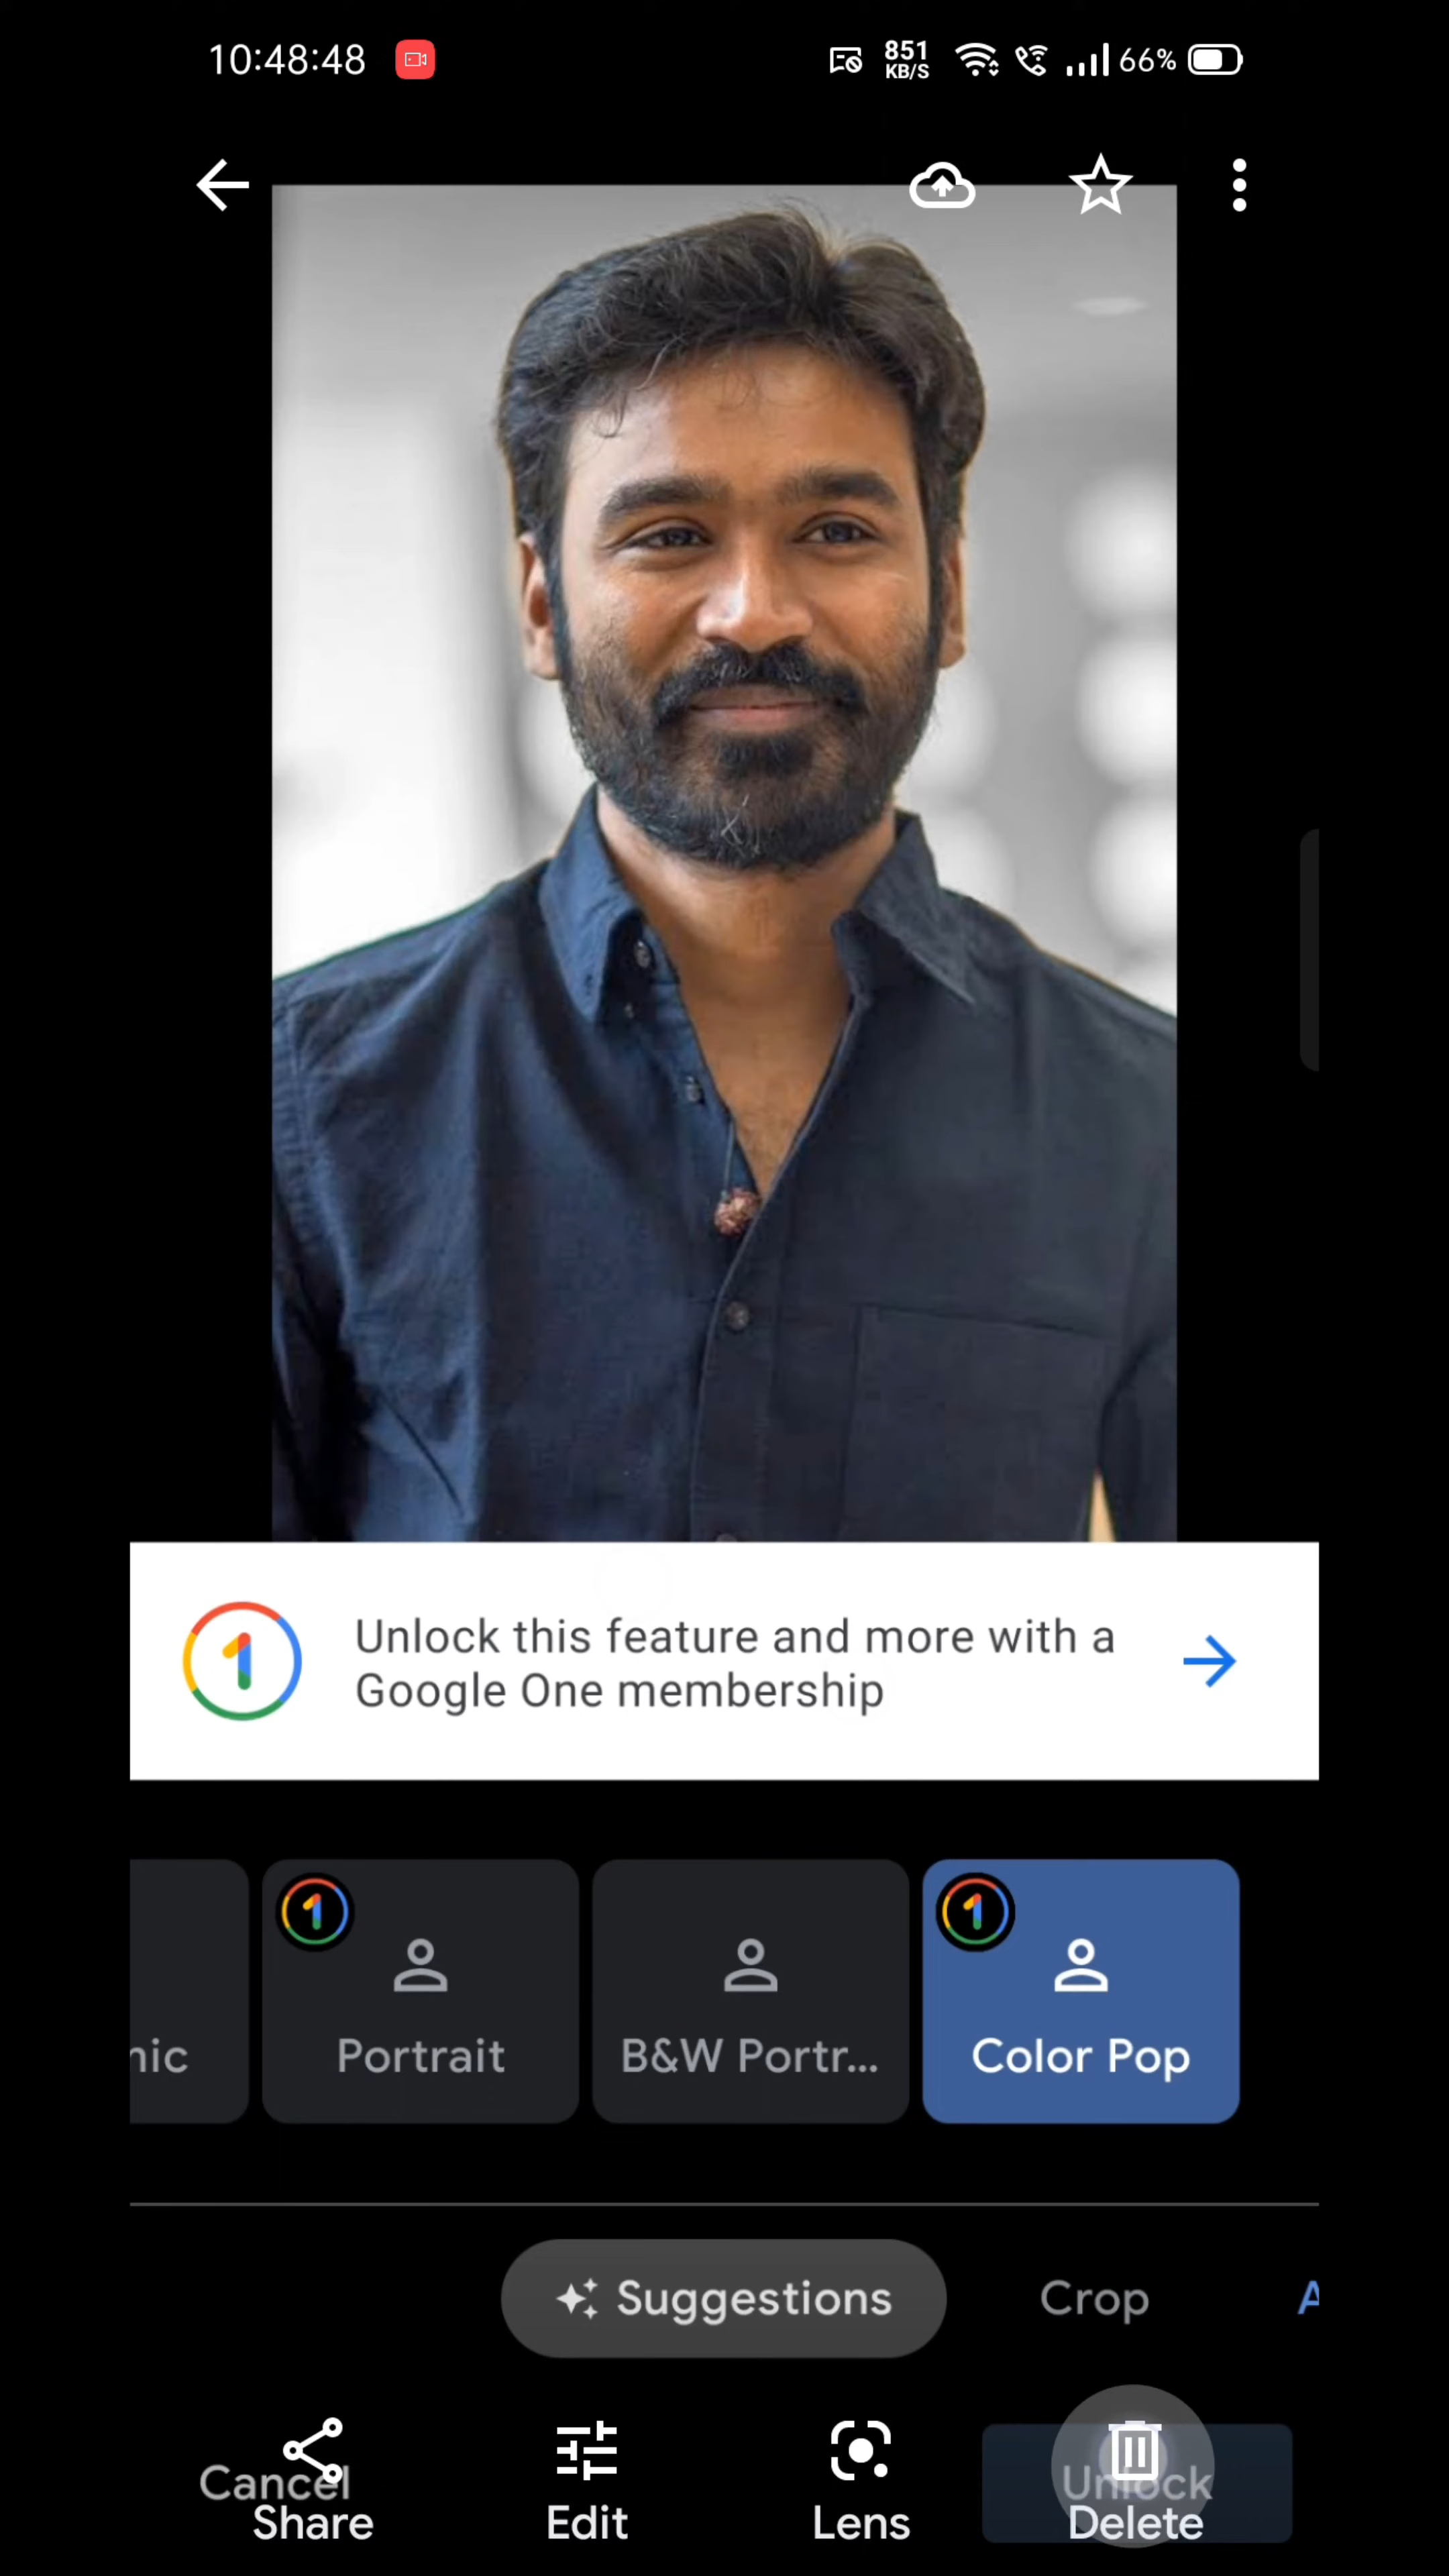 10:48:48
851
KB/S
66%
Unlock this feature and more with a
Google One membership
nic
Portrait
B&W Portr...
Color Pop
Suggestions
Crop
A
Cancel
Unlock
Share
Edit
Lens
Delete